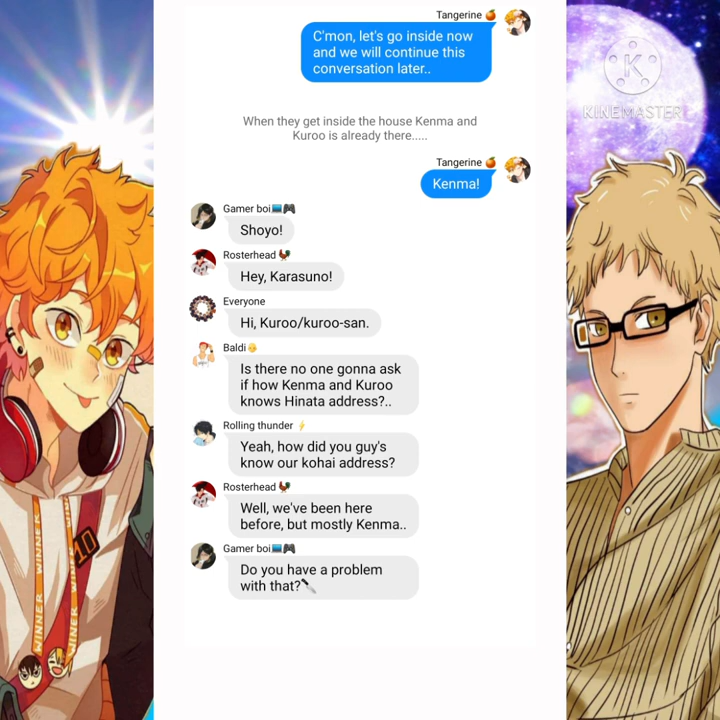 Tangerine 🍊
C'mon, let's go inside now
and we will continue this
conversation later..
KINEMASTER
When they get inside the house Kenma and
Kuroo is already there.....
Tangerine 🍊
Kenma!
Gamer boi💻🎮
Shoyo!
Rosterhead 🐓
Hey, Karasuno!
Everyone
Hi, Kuroo/kuroo-san.
Baldi👨‍🦲
Is there no one gonna ask
if how Kenma and Kuroo
knows Hinata address?..
Rolling thunder ⚡
Yeah, how did you guy's
know our kohai address?
Rosterhead 🐓
Well, we've been here
before, but mostly Kenma..
Gamer boi💻🎮
Do you have a problem
with that?🔪
10
WINNER WINNER
WINNER